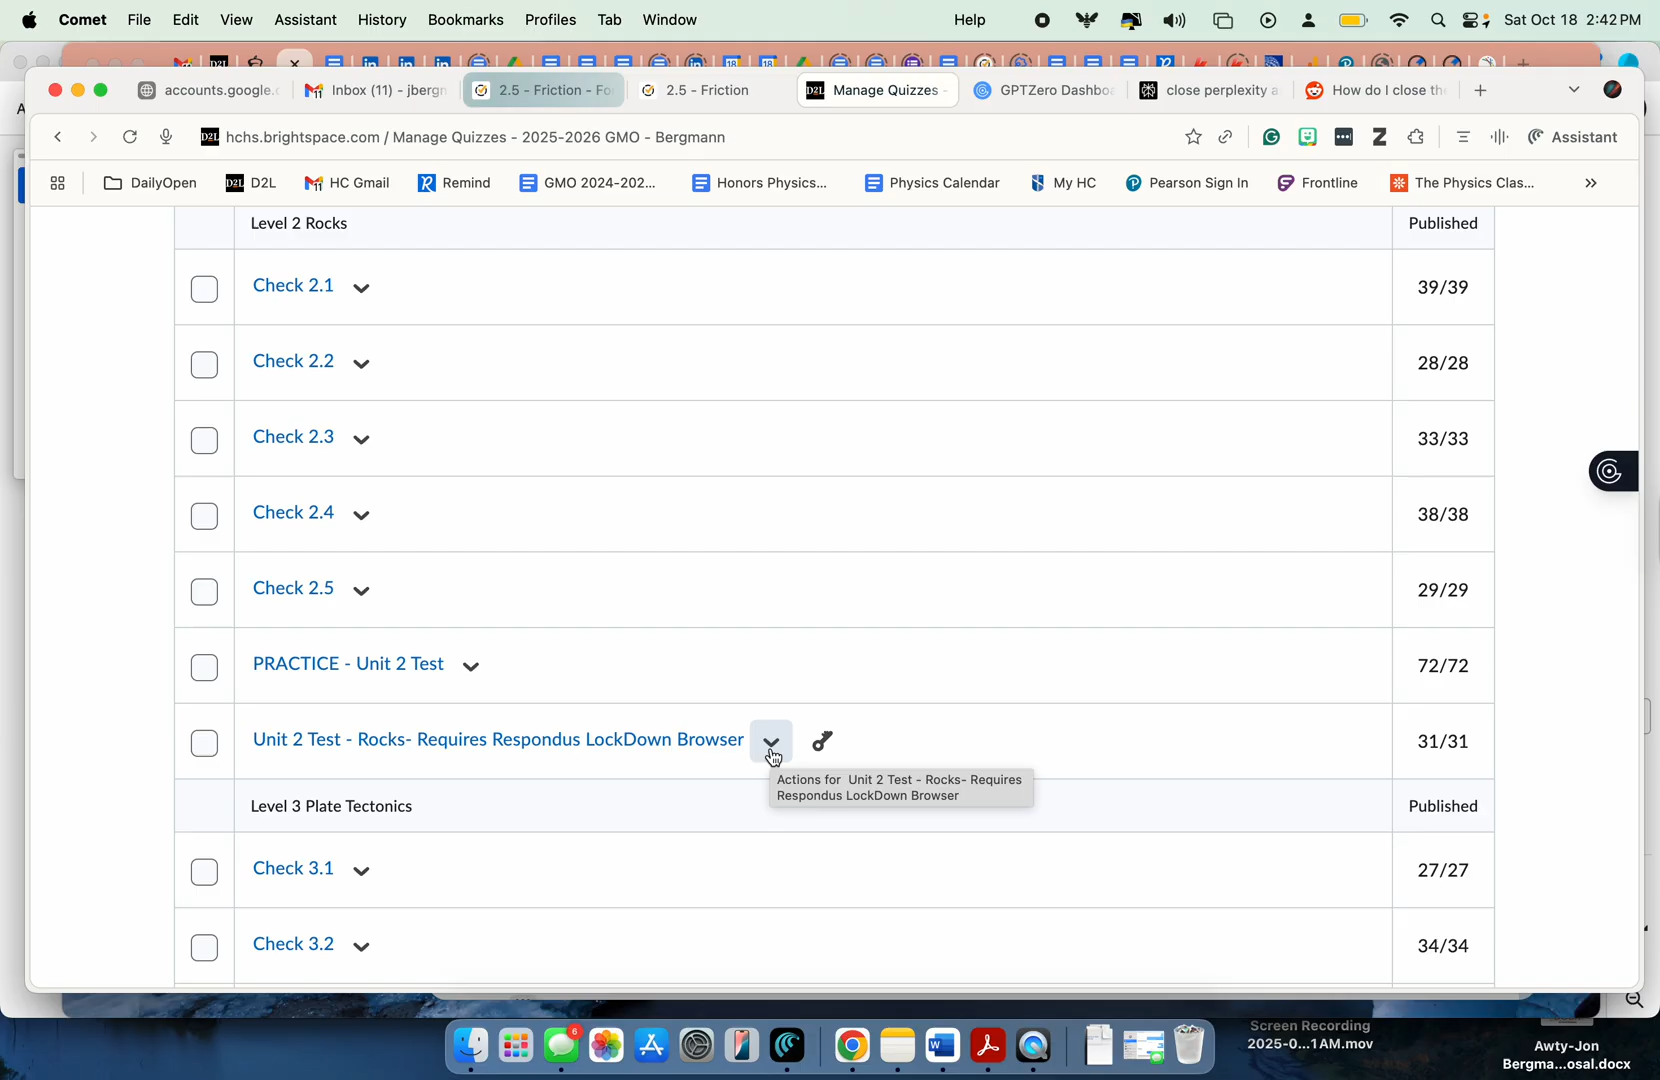 Comet File Edit View Assistant History Bookmarks Profiles Tab Window Help Sat Oct 18 2:42 PM
accounts.google.c Inbox (11) - jbergn 2.5 - Friction - Fo 2.5 - Friction D2L Manage Quizzes - GPTZero Dashboa close perplexity a How do I close th
D2L hchs.brightspace.com / Manage Quizzes - 2025-2026 GMO - Bergmann Assistant
DailyOpen D2L D2L HC Gmail Remind GMO 2024-202... Honors Physics... Physics Calendar My HC Pearson Sign In Frontline The Physics Clas...
Level 2 Rocks Published
Check 2.1 39/39
Check 2.2 28/28
Check 2.3 33/33
Check 2.4 38/38
Check 2.5 29/29
PRACTICE - Unit 2 Test 72/72
Unit 2 Test - Rocks- Requires Respondus LockDown Browser 31/31
Actions for Unit 2 Test - Rocks- Requires
Respondus LockDown Browser
Level 3 Plate Tectonics Published
Check 3.1 27/27
Check 3.2 34/34
6
Screen Recording
2025-0...1AM.mov
Awty-Jon
Bergma...osal.docx